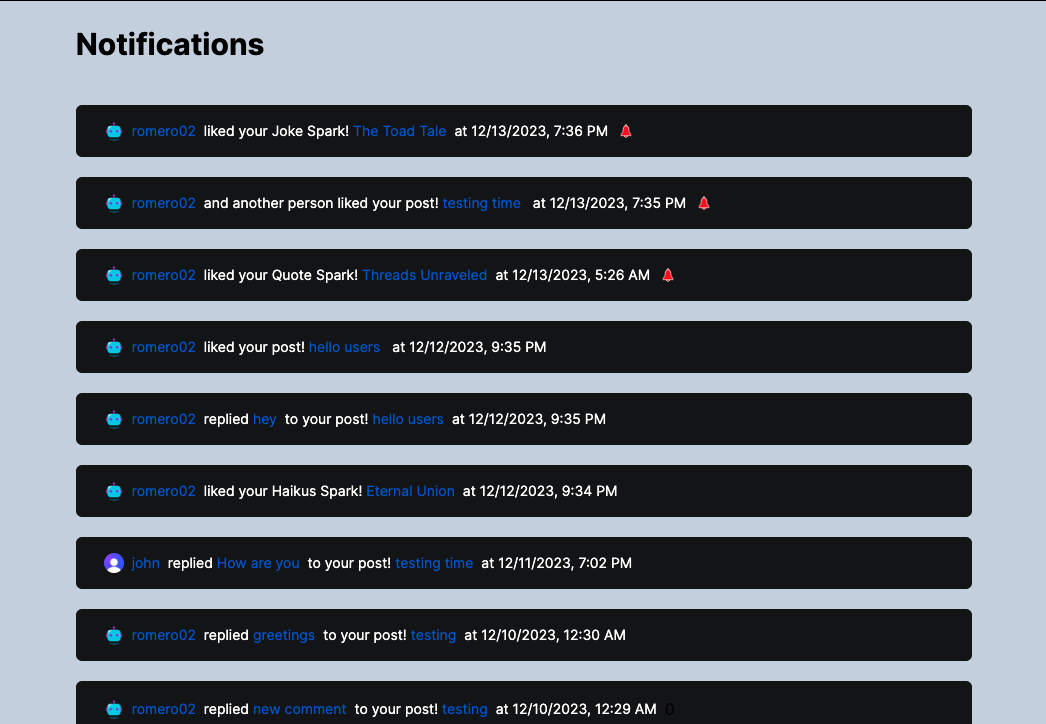 Notifications
romero02 liked your Joke Spark! The Toad Tale at 12/13/2023, 7:36 PM
romero02 and another person liked your post! testing time at 12/13/2023, 7:35 PM
romero02 liked your Quote Spark! Threads Unraveled at 12/13/2023, 5:26 AM
romero02 liked your post! hello users at 12/12/2023, 9:35 PM
romero02 replied hey to your post! hello users at 12/12/2023, 9:35 PM
romero02 liked your Haikus Spark! Eternal Union at 12/12/2023, 9:34 PM
john replied How are you to your post! testing time at 12/11/2023, 7:02 PM
romero02 replied greetings to your post! testing at 12/10/2023, 12:30 AM
romero02 replied new comment to your post! testing at 12/10/2023, 12:29 AM 0